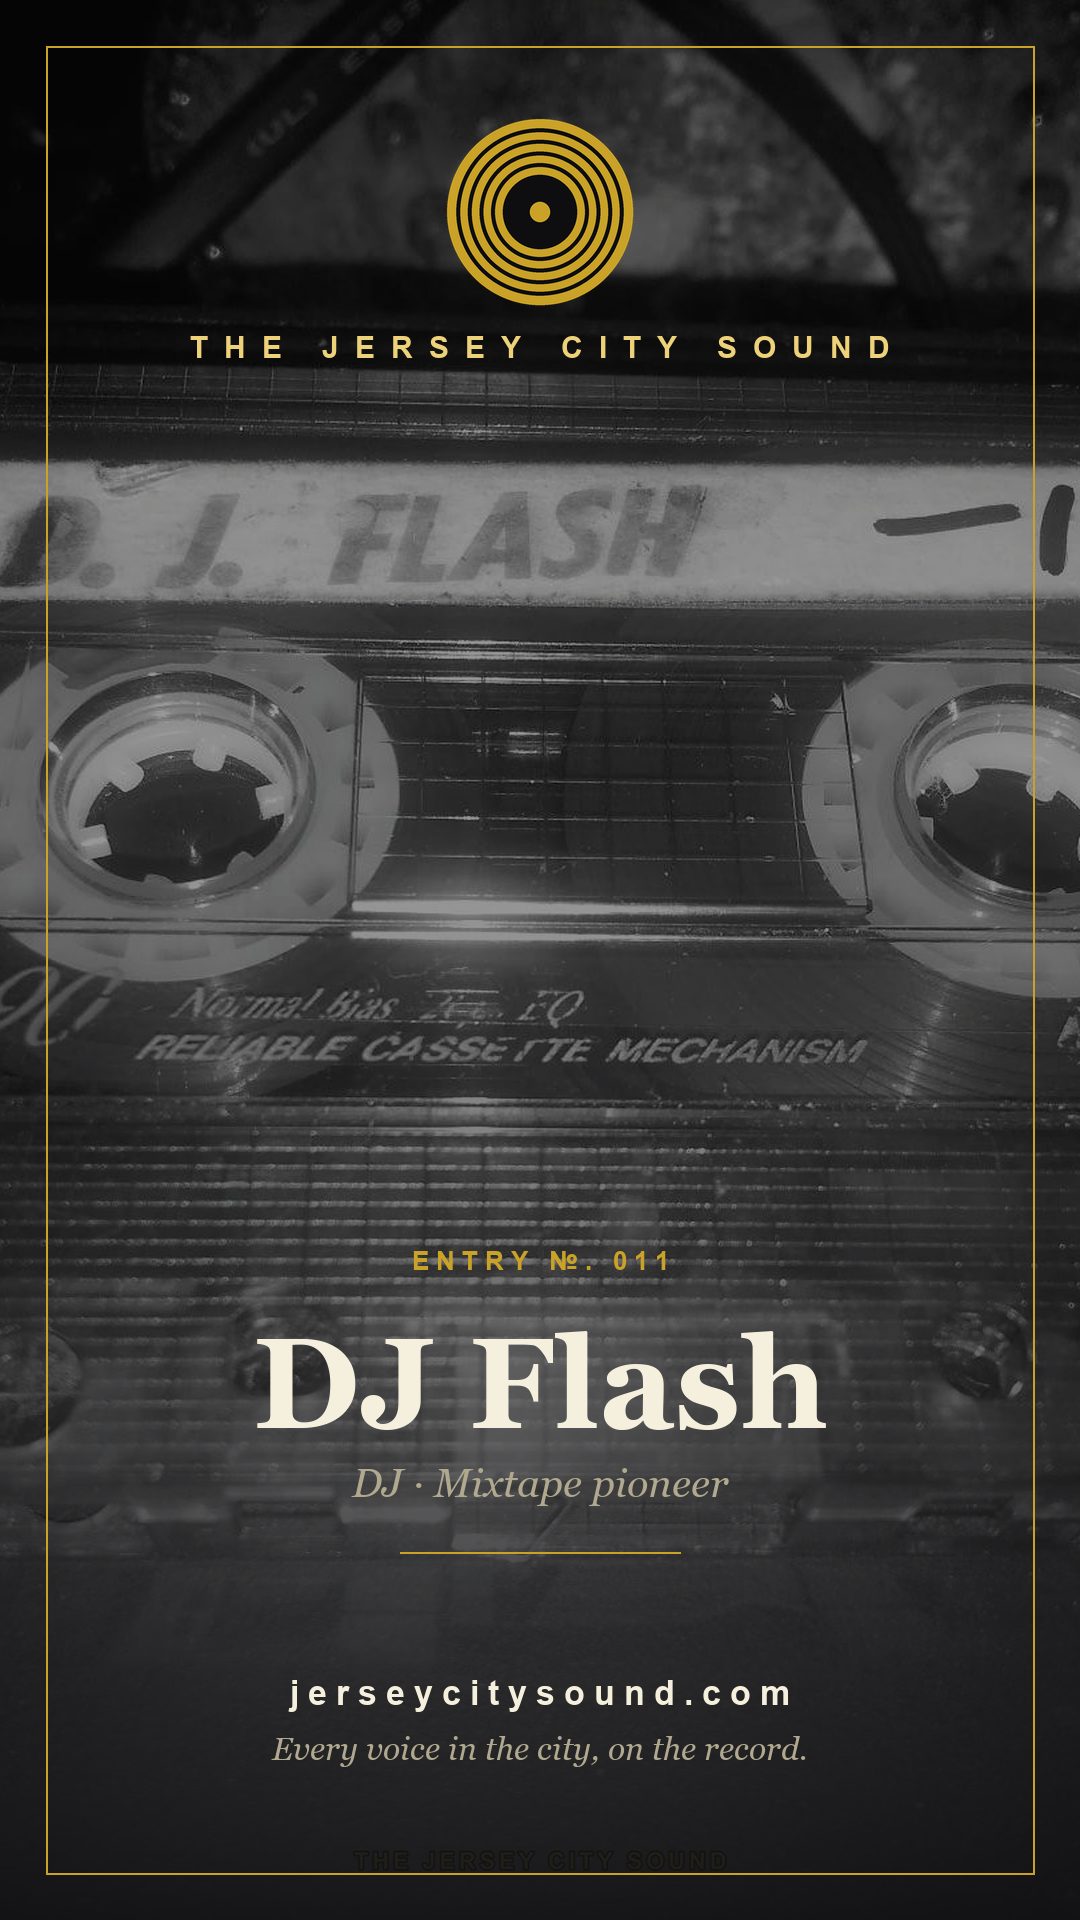 THE JERSEY CITY SOUND
D. J. FLASH
Normal Bias EQ
RELIABLE CASSETTE MECHANISM
ENTRY №. 011
DJ Flash
DJ · Mixtape pioneer
jerseycitysound.com
Every voice in the city, on the record.
THE JERSEY CITY SOUND